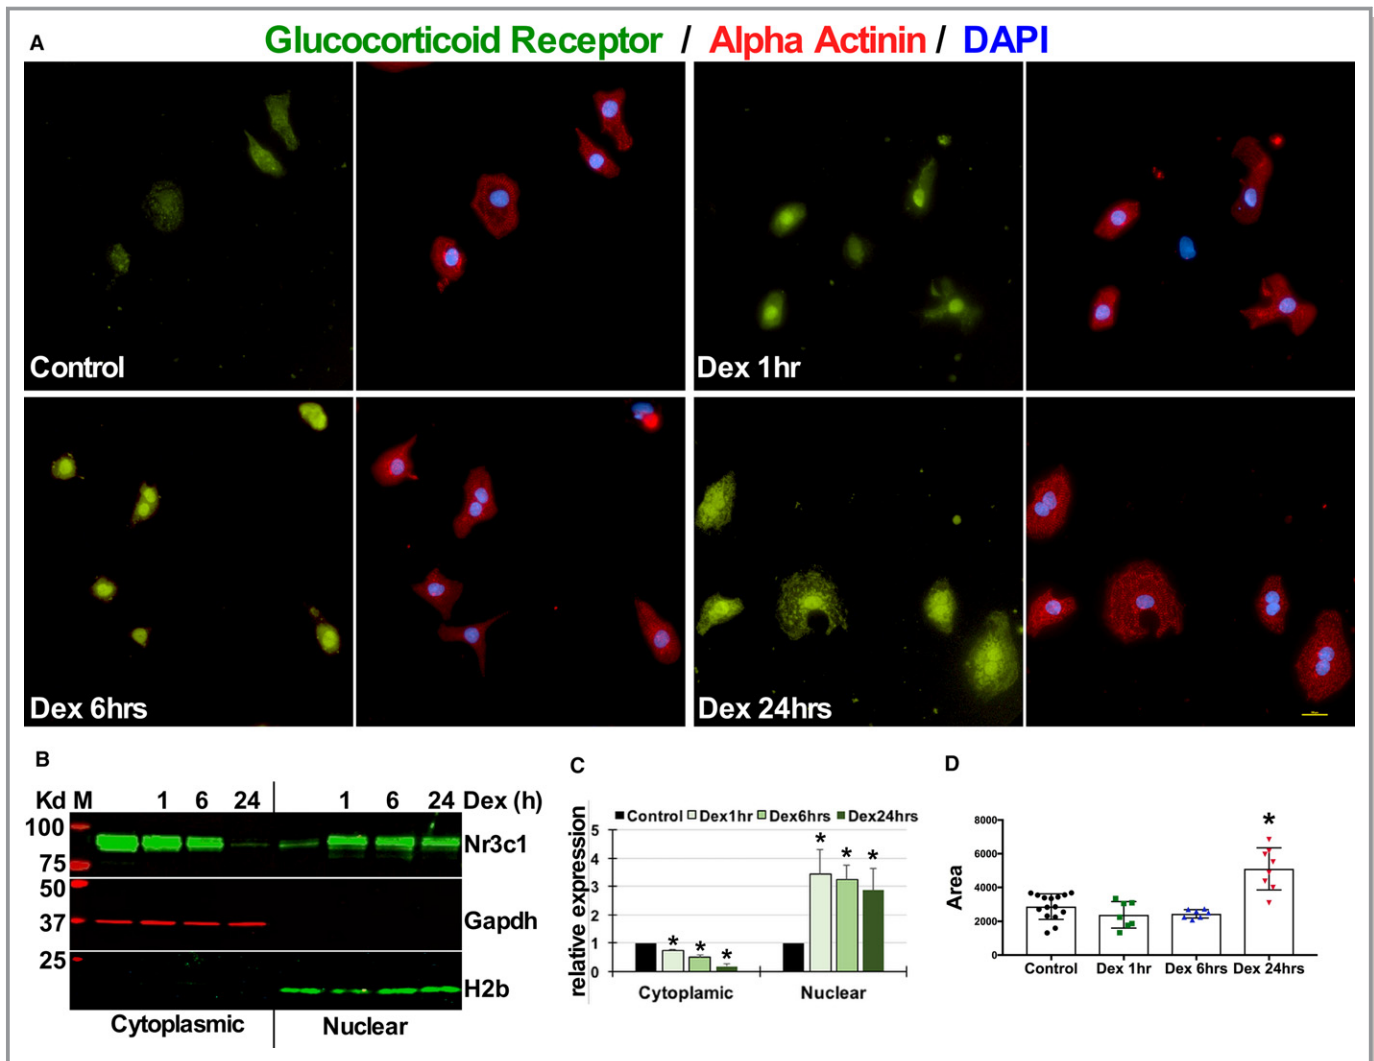 A
Glucocorticoid Receptor / Alpha Actinin / DAPI
Control
Dex 1hr
Dex 6hrs
Dex 24hrs
B
Kd M 1 6 24 1 6 24 Dex (h)
100
75
Nr3c1
50
37
Gapdh
25
H2b
Cytoplasmic Nuclear
C
Control Dex1hr Dex6hrs Dex24hrs
relative expression
5
4
3
2
1
0
* * * * * *
Cytoplamic Nuclear
D
Area
8000
6000
4000
2000
0
*
Control Dex 1hr Dex 6hrs Dex 24hrs